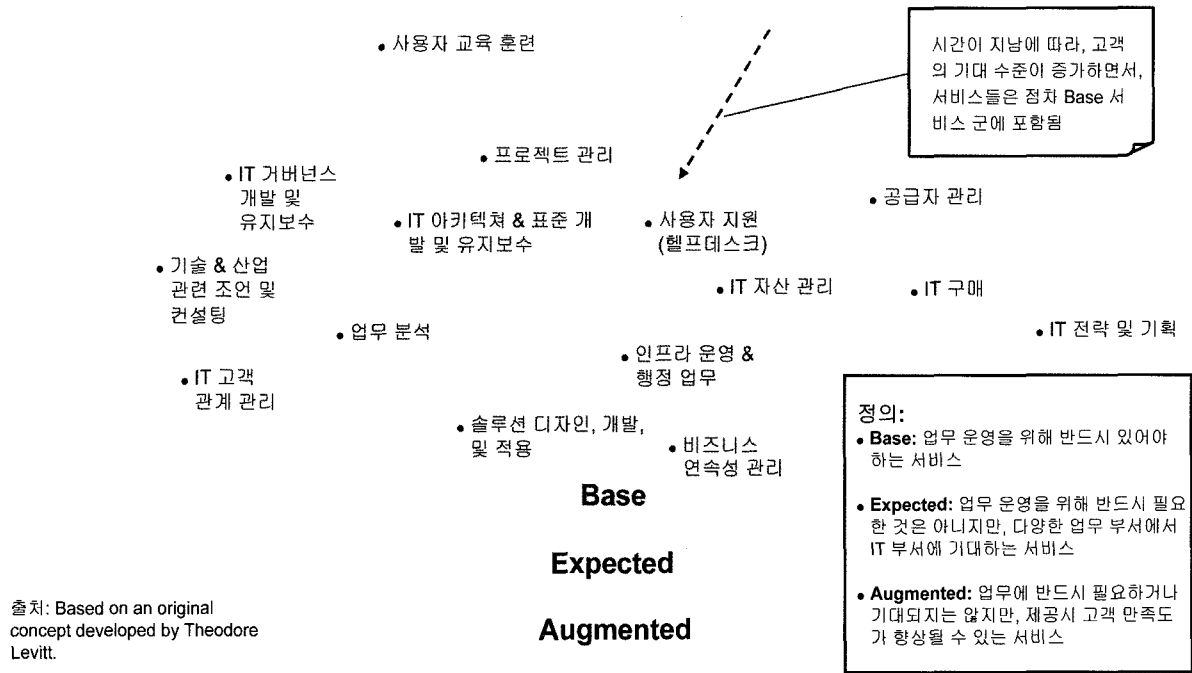 • 사용자 교육 훈련
시간이 지남에 따라, 고객
의 기대 수준이 증가하면서,
서비스들은 점차 Base 서
비스 군에 포함됨
• 프로젝트 관리
• IT 거버넌스
개발 및
유지보수
• IT 아키텍쳐 & 표준 개
발 및 유지보수
• 사용자 지원
(헬프데스크)
• 공급자 관리
• 기술 & 산업
관련 조언 및
컨설팅
• IT 자산 관리
• IT 구매
• IT 전략 및 기획
• 업무 분석
• 인프라 운영 &
행정 업무
• IT 고객
관계 관리
• 솔루션 디자인, 개발,
및 적용
• 비즈니스
연속성 관리
Base
Expected
Augmented
정의:
• Base: 업무 운영을 위해 반드시 있어야
하는 서비스
• Expected: 업무 운영을 위해 반드시 필요
한 것은 아니지만, 다양한 업무 부서에서
IT 부서에 기대하는 서비스
• Augmented: 업무에 반드시 필요하거나
기대되지는 않지만, 제공시 고객 만족도
가 향상될 수 있는 서비스
출처: Based on an original
concept developed by Theodore
Levitt.